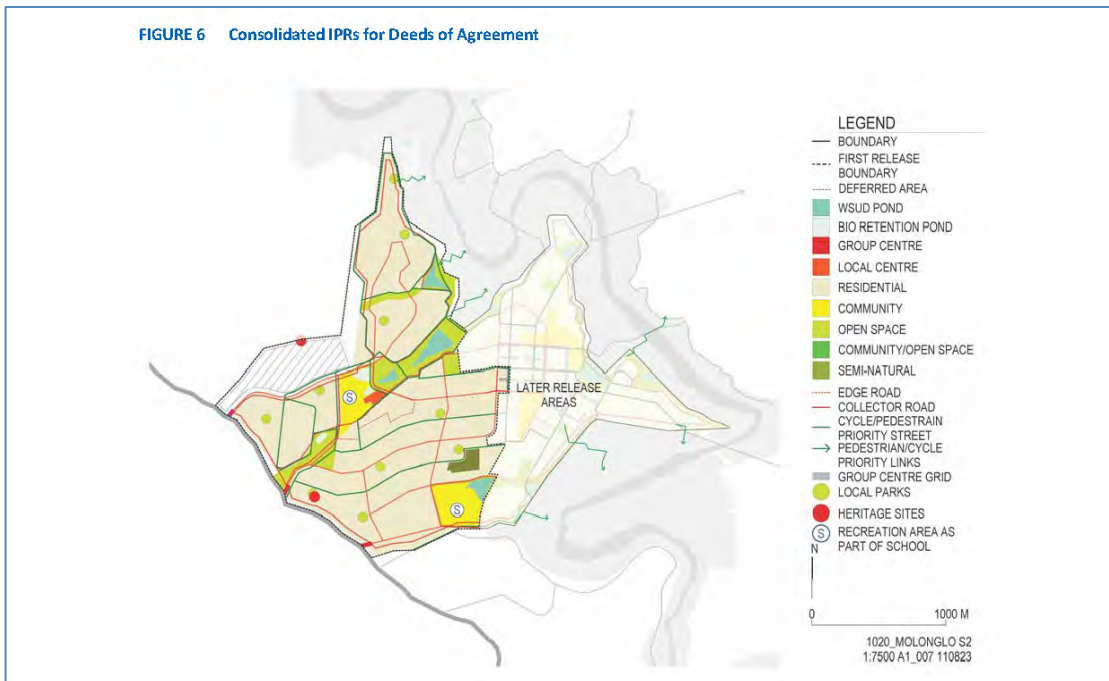 FIGURE 6 Consolidated IPRs for Deeds of Agreement
LEGEND
BOUNDARY
FIRST RELEASE
BOUNDARY
DEFERRED AREA
WSUD POND
BIO RETENTION POND
GROUP CENTRE
LOCAL CENTRE
RESIDENTIAL
COMMUNITY
OPEN SPACE
COMMUNITY/OPEN SPACE
SEMI-NATURAL
EDGE ROAD
COLLECTOR ROAD
CYCLE/PEDESTRAIN
PRIORITY STREET
PEDESTRIAN/CYCLE
PRIORITY LINKS
GROUP CENTRE GRID
LOCAL PARKS
HERITAGE SITES
S RECREATION AREA AS
PART OF SCHOOL
LATER RELEASE
AREAS
S
S
N
0 1000 M
1020_MOLONGLO S2
1:7500 A1_007 110823